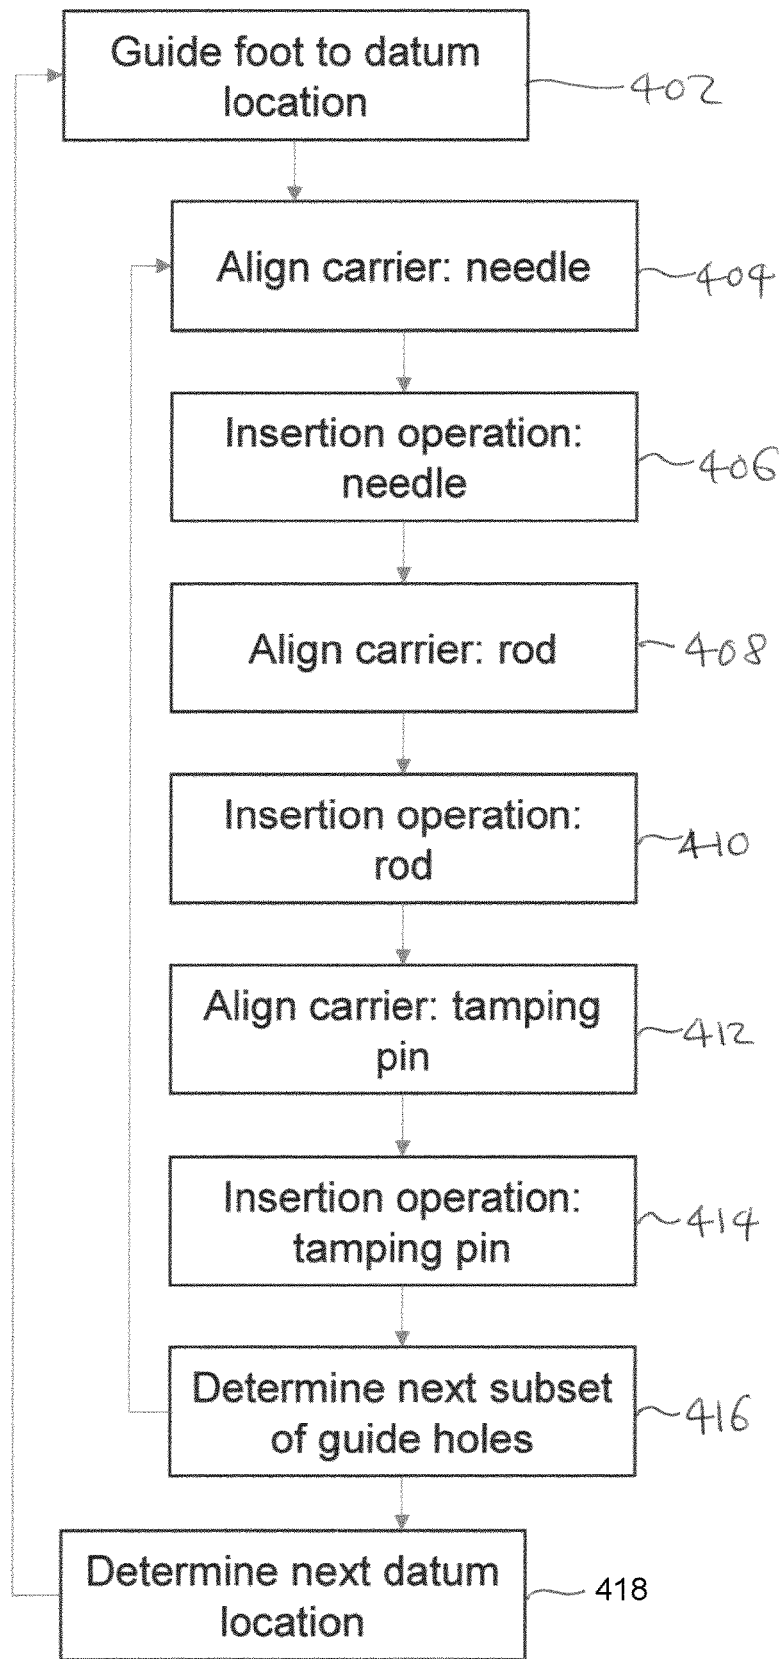 Guide foot to datum
location
402
Align carrier: needle
404
Insertion operation:
needle
406
Align carrier: rod
408
Insertion operation:
rod
410
Align carrier: tamping
pin
412
Insertion operation:
tamping pin
414
Determine next subset
of guide holes
416
Determine next datum
location
418